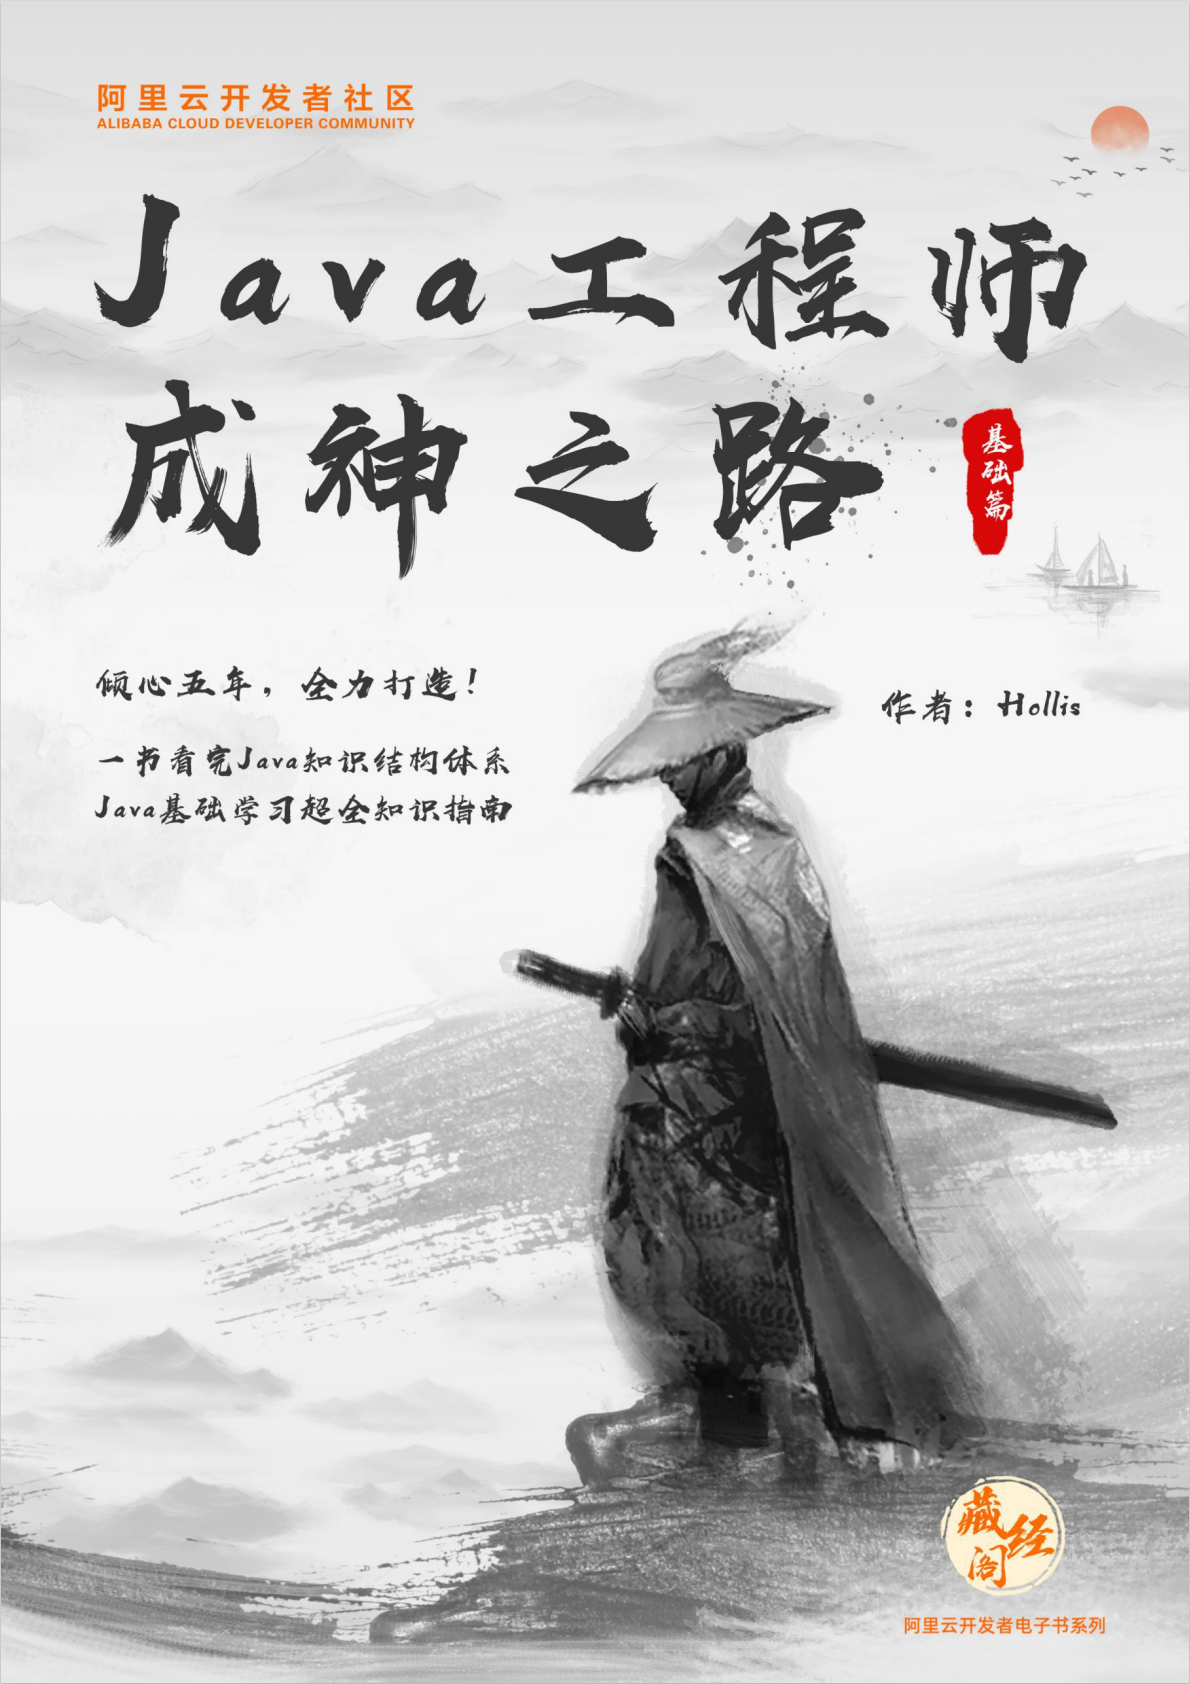 阿里云开发者社区
ALIBABA CLOUD DEVELOPER COMMUNITY
Java工程师
成神之路
基础篇
倾心五年，全力打造！
作者：Hollis
一书看完Java知识结构体系
Java基础学习超全知识指南
藏经阁
阿里云开发者电子书系列